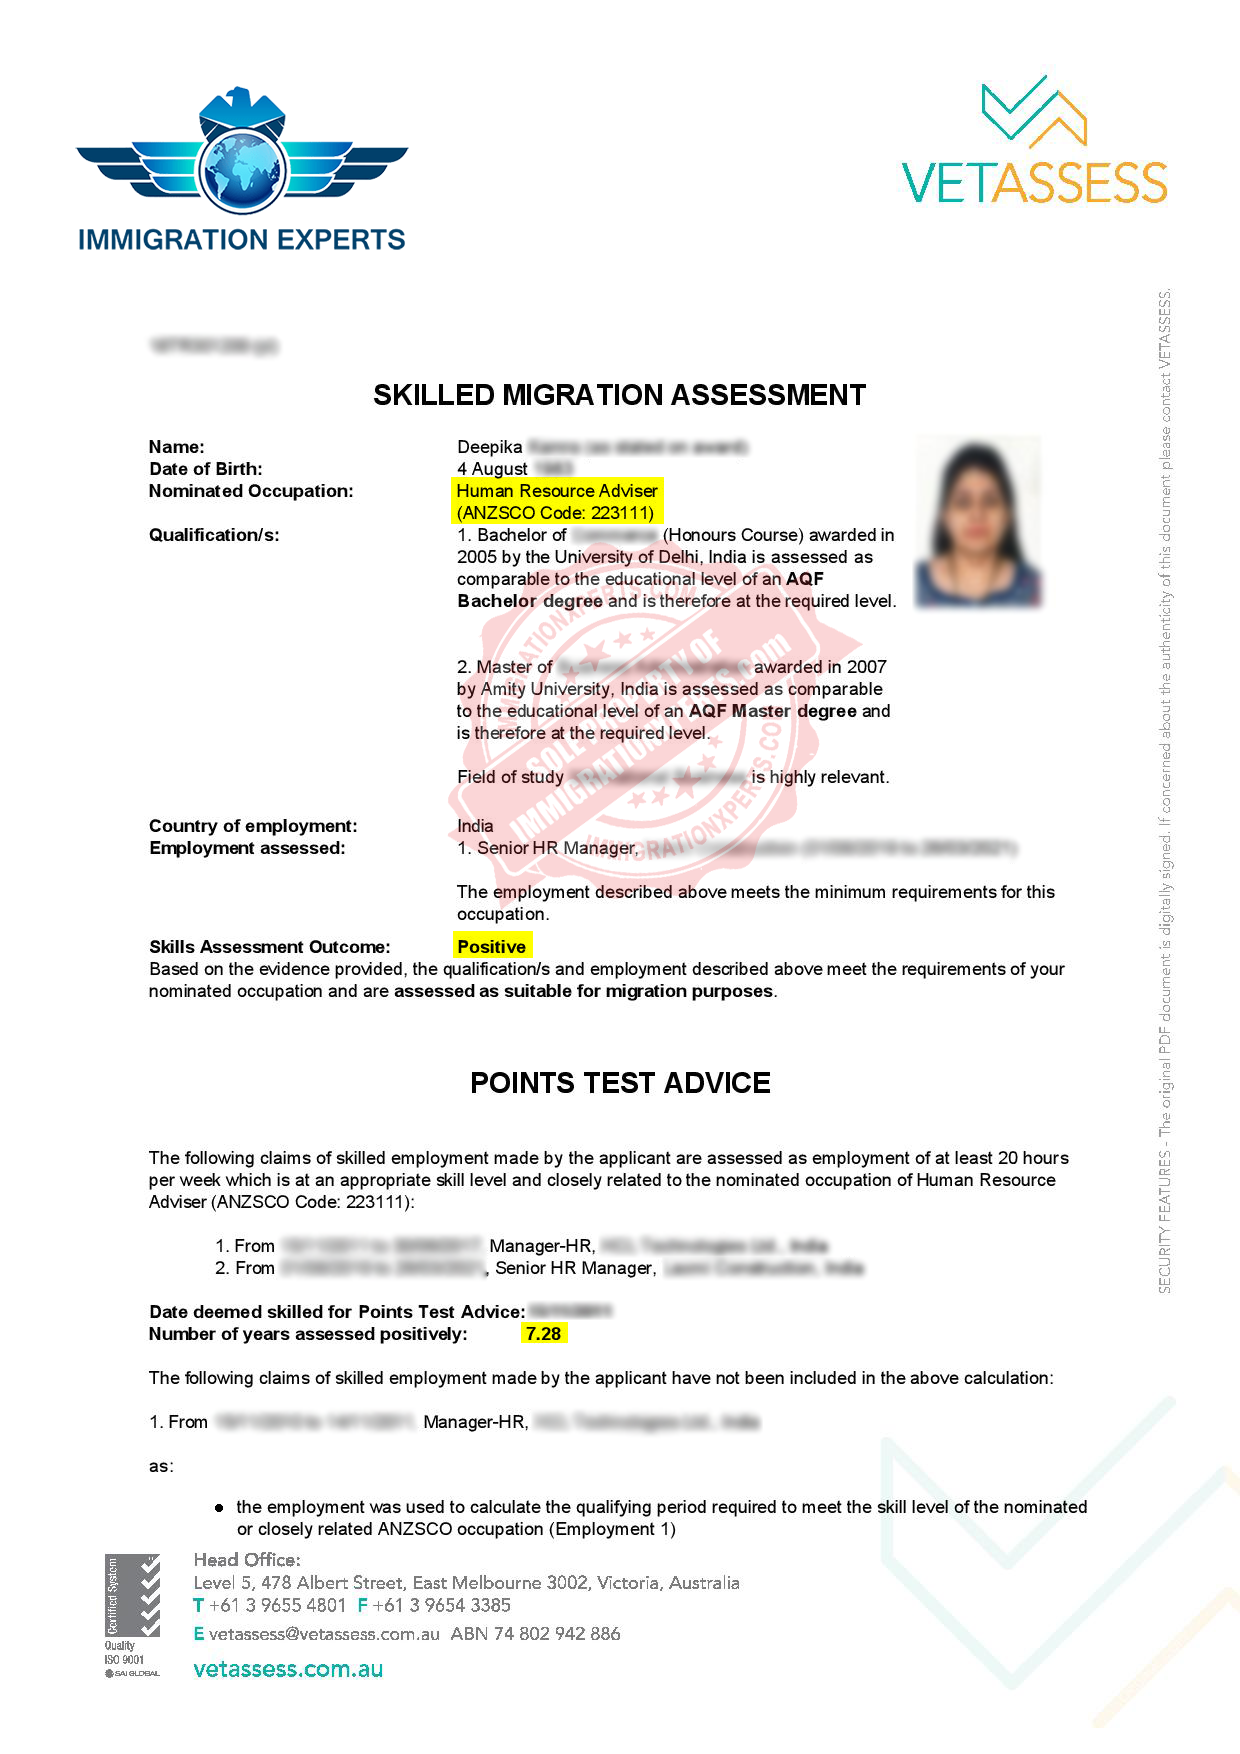 IMMIGRATION EXPERTS
VETASSESS
SKILLED MIGRATION ASSESSMENT
Name: Deepika
Date of Birth: 4 August
Nominated Occupation: Human Resource Adviser
(ANZSCO Code: 223111)
Qualification/s: 1. Bachelor of (Honours Course) awarded in
2005 by the University of Delhi, India is assessed as
comparable to the educational level of an AQF
Bachelor degree and is therefore at the required level.
2. Master of awarded in 2007
by Amity University, India is assessed as comparable
to the educational level of an AQF Master degree and
is therefore at the required level.
Field of study is highly relevant.
IMMIGRATIONXPERTS.COM
SOLE PROPERTY OF
IMMIGRATIONXPERTS.com
IMMIGRATIONXPERTS.COM
Country of employment: India
Employment assessed: 1. Senior HR Manager,
The employment described above meets the minimum requirements for this
occupation.
Skills Assessment Outcome: Positive
Based on the evidence provided, the qualification/s and employment described above meet the requirements of your
nominated occupation and are assessed as suitable for migration purposes.
POINTS TEST ADVICE
The following claims of skilled employment made by the applicant are assessed as employment of at least 20 hours
per week which is at an appropriate skill level and closely related to the nominated occupation of Human Resource
Adviser (ANZSCO Code: 223111):
1. From Manager-HR,
2. From , Senior HR Manager,
Date deemed skilled for Points Test Advice:
Number of years assessed positively: 7.28
The following claims of skilled employment made by the applicant have not been included in the above calculation:
1. From Manager-HR,
as:
● the employment was used to calculate the qualifying period required to meet the skill level of the nominated
or closely related ANZSCO occupation (Employment 1)
SECURITY FEATURES - The original PDF document is digitally signed. If concerned about the authenticity of this document please contact VETASSESS.
Certified System
Quality
ISO 9001
SAI GLOBAL
Head Office:
Level 5, 478 Albert Street, East Melbourne 3002, Victoria, Australia
T +61 3 9655 4801 F +61 3 9654 3385
E vetassess@vetassess.com.au ABN 74 802 942 886
vetassess.com.au